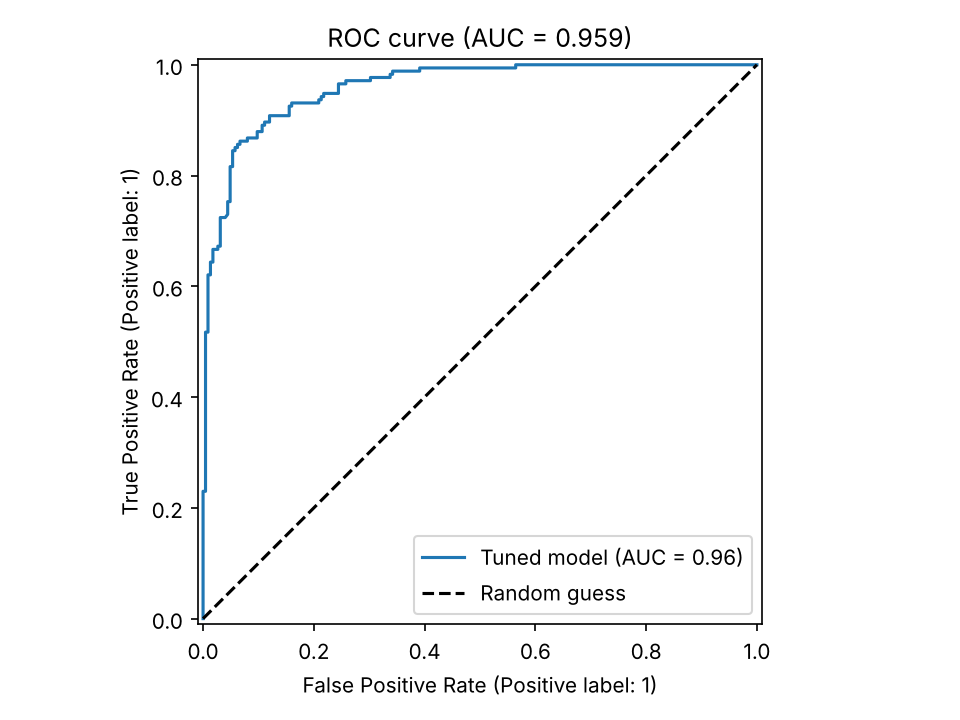 ROC curve (AUC = 0.959)
True Positive Rate (Positive label: 1)
1.0
0.8
0.6
0.4
0.2
0.0
0.0 0.2 0.4 0.6 0.8 1.0
False Positive Rate (Positive label: 1)
Tuned model (AUC = 0.96)
Random guess